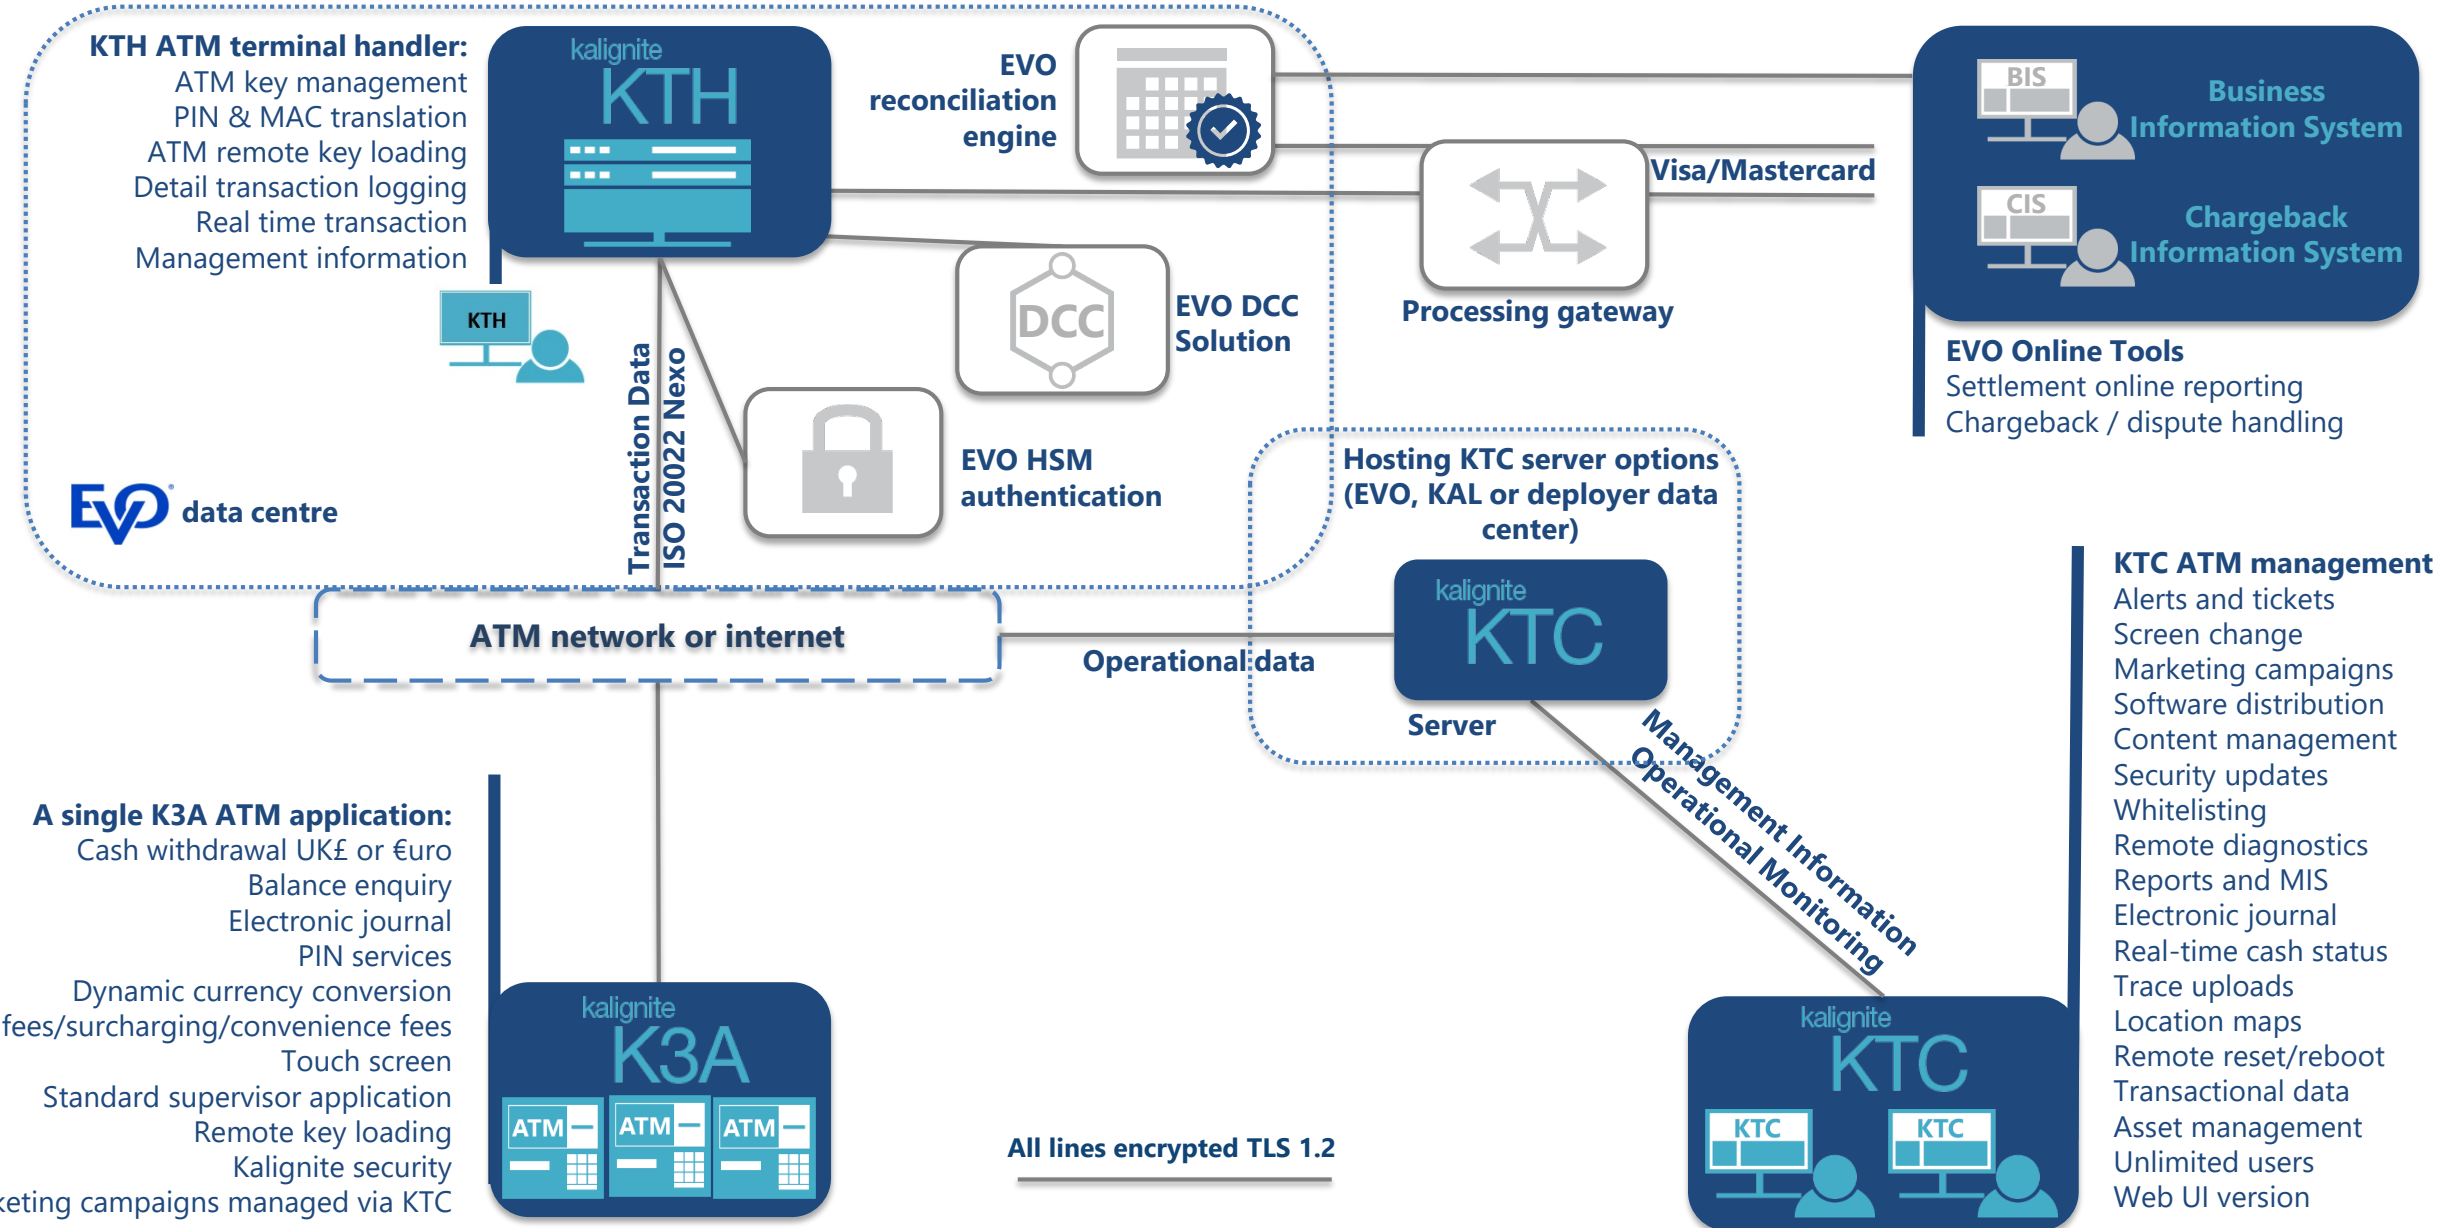 KTH ATM terminal handler:
ATM key management
PIN & MAC translation
ATM remote key loading
Detail transaction logging
Real time transaction
Management information
kalignite
KTH
KTH
EVO
reconciliation
engine
BIS
Business
Information System
CIS
Chargeback
Information System
Visa/Mastercard
Processing gateway
DCC
EVO DCC
Solution
EVO HSM
authentication
EVO Online Tools
Settlement online reporting
Chargeback / dispute handling
Transaction Data
ISO 20022 Nexo
EVO® data centre
Hosting KTC server options
(EVO, KAL or deployer data
center)
kalignite
KTC
Server
ATM network or internet
Operational data
Management Information
Operational Monitoring
KTC ATM management
Alerts and tickets
Screen change
Marketing campaigns
Software distribution
Content management
Security updates
Whitelisting
Remote diagnostics
Reports and MIS
Electronic journal
Real-time cash status
Trace uploads
Location maps
Remote reset/reboot
Transactional data
Asset management
Unlimited users
Web UI version
A single K3A ATM application:
Cash withdrawal UK£ or €uro
Balance enquiry
Electronic journal
PIN services
Dynamic currency conversion
fees/surcharging/convenience fees
Touch screen
Standard supervisor application
Remote key loading
Kalignite security
keting campaigns managed via KTC
kalignite
K3A
ATM
ATM
ATM
All lines encrypted TLS 1.2
kalignite
KTC
KTC
KTC